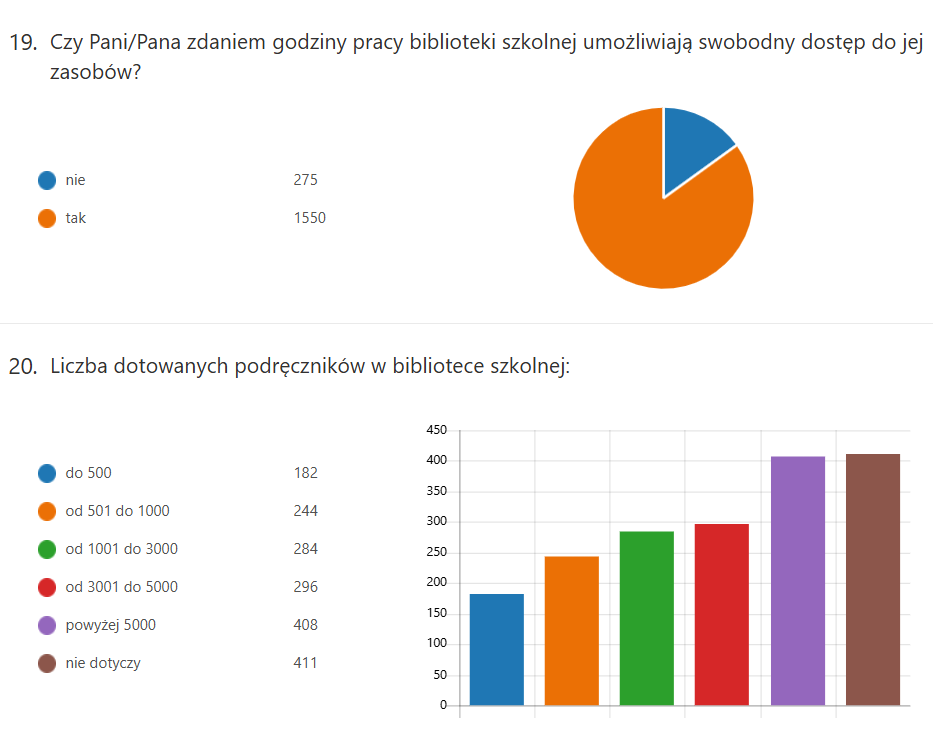 19. Czy Pani/Pana zdaniem godziny pracy biblioteki szkolnej umożliwiają swobodny dostęp do jej
zasobów?
nie 275
tak 1550
20. Liczba dotowanych podręczników w bibliotece szkolnej:
do 500 182
od 501 do 1000 244
od 1001 do 3000 284
od 3001 do 5000 296
powyżej 5000 408
nie dotyczy 411
450
400
350
300
250
200
150
100
50
0